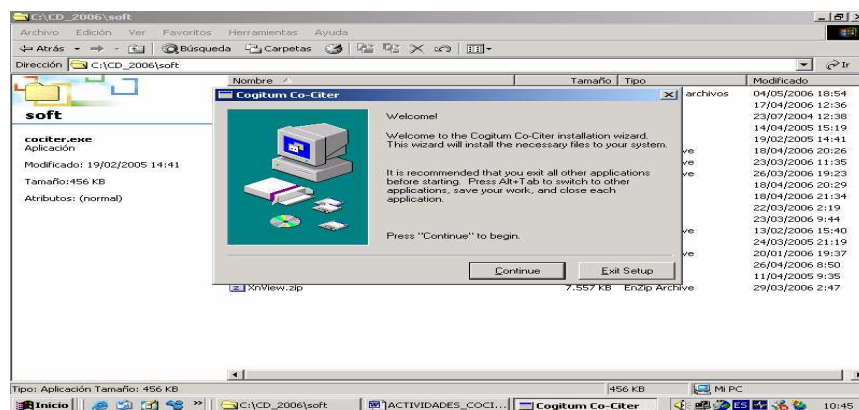 C:\CD_2006\soft
Archivo Edición Ver Favoritos Herramientas Ayuda
Atrás Búsqueda Carpetas
Dirección C:\CD_2006\soft Ir
soft
cociter.exe
Aplicación
Modificado: 19/02/2005 14:41
Tamaño:456 KB
Atributos: (normal)
Nombre Tamaño Tipo Modificado
archivos 04/05/2006 18:54
17/04/2006 12:36
23/07/2004 12:38
14/04/2005 15:19
19/02/2005 14:41
ve 18/04/2006 20:26
ve 23/03/2006 11:35
ve 26/03/2006 19:23
18/04/2006 20:29
18/04/2006 21:34
22/03/2006 2:19
23/03/2006 9:44
ve 13/02/2006 15:40
24/03/2005 21:19
ve 20/01/2006 19:37
26/04/2006 8:50
11/04/2005 9:35
XnView.zip 7.557 KB EnZip Archive 29/03/2006 2:47
Cogitum Co-Citer
Welcome!
Welcome to the Cogitum Co-Citer installation wizard.
This wizard will install the necessary files to your system.
It is recommended that you exit all other applications
before starting. Press Alt+Tab to switch to other
applications, save your work, and close each
application.
Press "Continue" to begin.
Continue Exit Setup
Tipo: Aplicación Tamaño: 456 KB 456 KB Mi PC
Inicio » C:\CD_2006\soft ACTIVIDADES_COCI... Cogitum Co-Citer ES 10:45